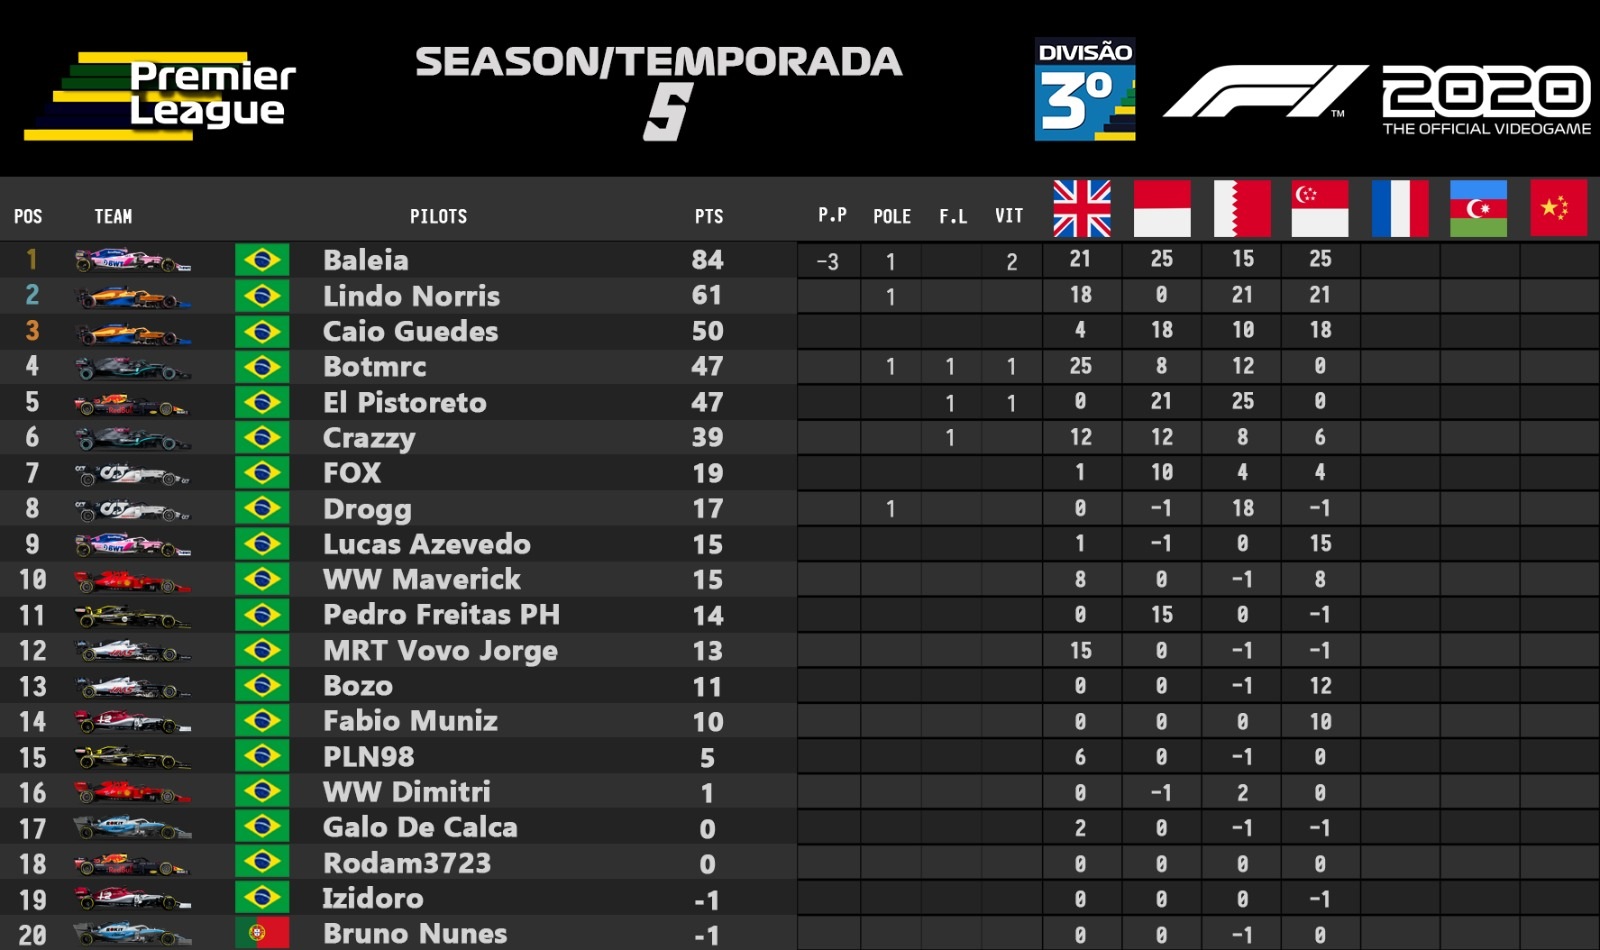 Premier
League
SEASON/TEMPORADA
5
DIVISÃO
3º
F1™ 2020
THE OFFICIAL VIDEOGAME
POS TEAM PILOTS PTS P.P POLE F.L VIT
1 Baleia 84 -3 1 2 21 25 15 25
2 Lindo Norris 61 1 18 0 21 21
3 Caio Guedes 50 4 18 10 18
4 Botmrc 47 1 1 1 25 8 12 0
5 El Pistoreto 47 1 1 0 21 25 0
6 Crazzy 39 1 12 12 8 6
7 FOX 19 1 10 4 4
8 Drogg 17 1 0 -1 18 -1
9 Lucas Azevedo 15 1 -1 0 15
10 WW Maverick 15 8 0 -1 8
11 Pedro Freitas PH 14 0 15 0 -1
12 MRT Vovo Jorge 13 15 0 -1 -1
13 Bozo 11 0 0 -1 12
14 Fabio Muniz 10 0 0 0 10
15 PLN98 5 6 0 -1 0
16 WW Dimitri 1 0 -1 2 0
17 Galo De Calca 0 2 0 -1 -1
18 Rodam3723 0 0 0 0 0
19 Izidoro -1 0 0 0 -1
20 Bruno Nunes -1 0 0 -1 0